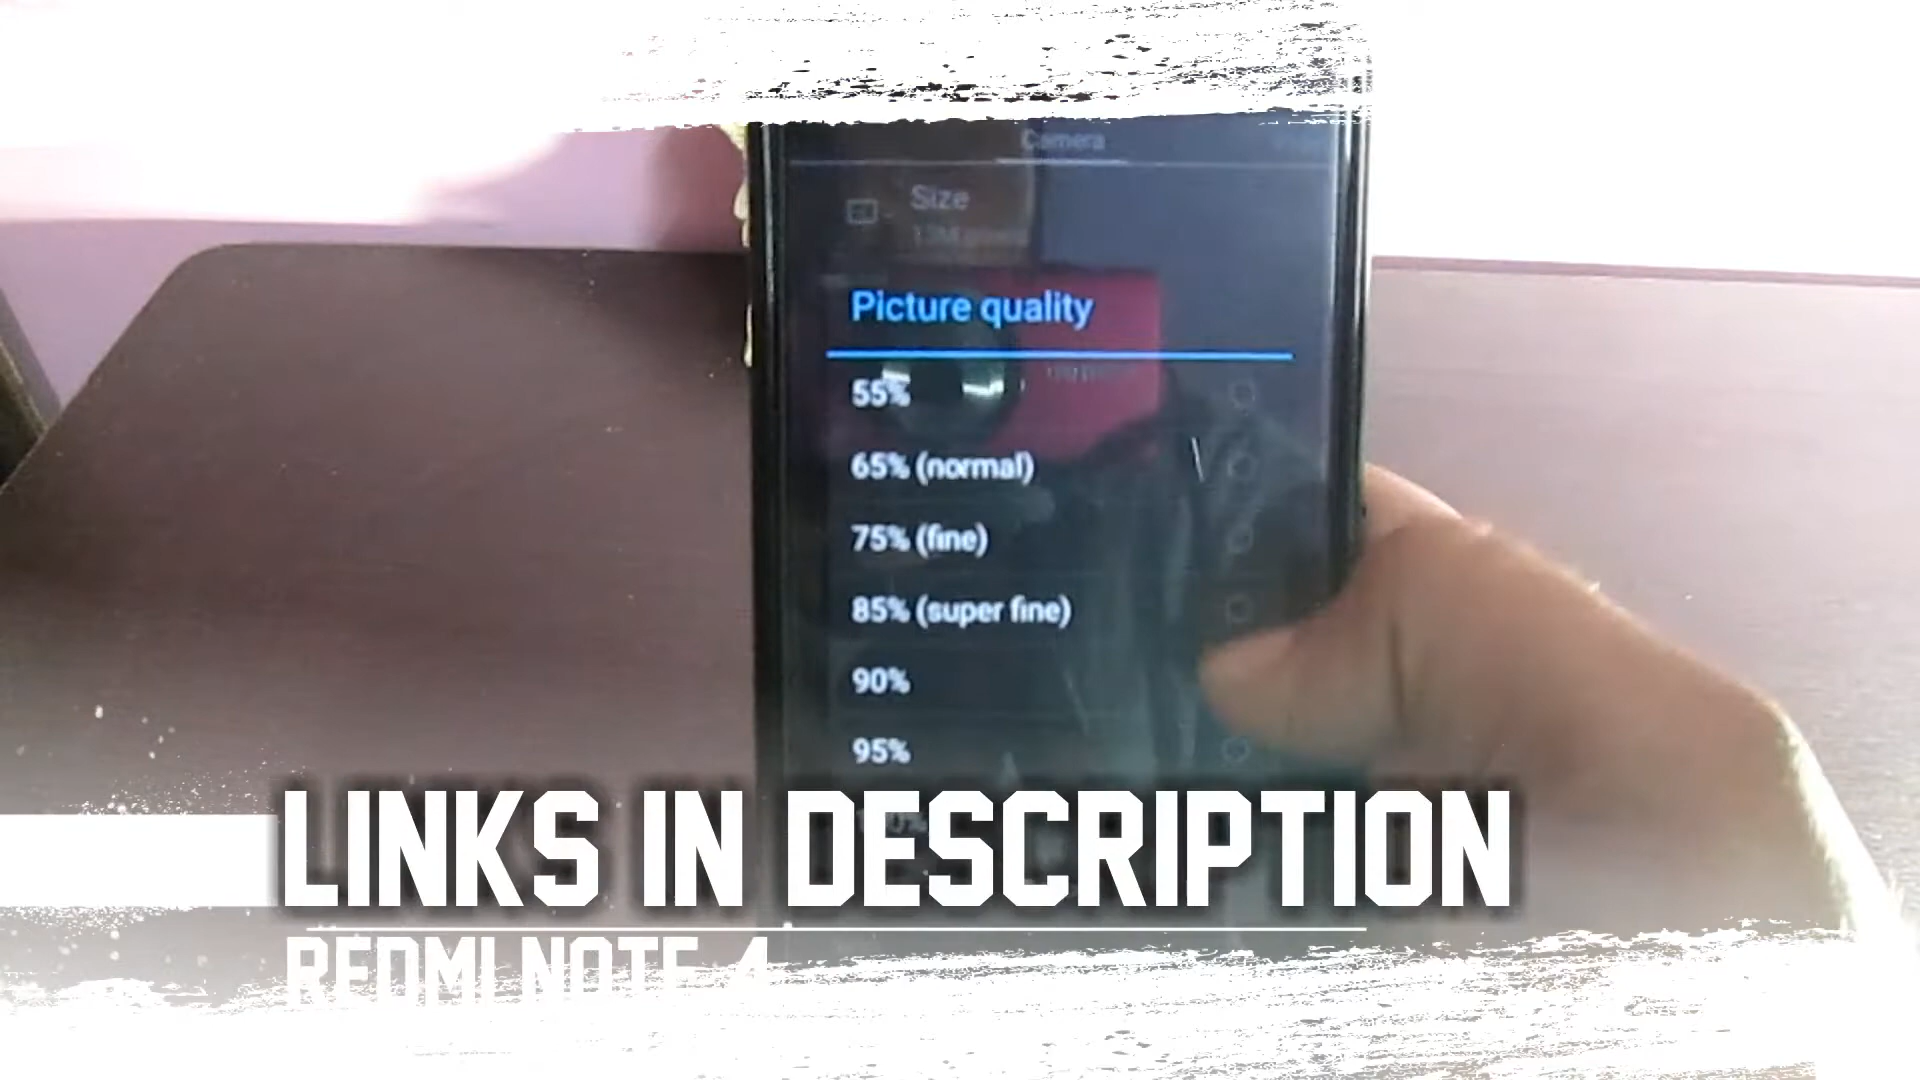 Camera
Size
Picture quality
55%
65% (normal)
75% (fine)
85% (super fine)
90%
95%
LINKS IN DESCRIPTION
REDMI NOTE 4